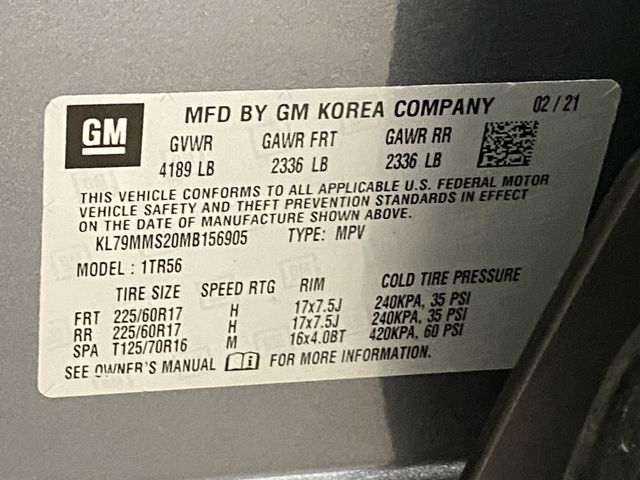 GM
MFD BY GM KOREA COMPANY 02 / 21
GVWR GAWR FRT GAWR RR
4189 LB 2336 LB 2336 LB
THIS VEHICLE CONFORMS TO ALL APPLICABLE U.S. FEDERAL MOTOR
VEHICLE SAFETY AND THEFT PREVENTION STANDARDS IN EFFECT
ON THE DATE OF MANUFACTURE SHOWN ABOVE.
KL79MMS20MB156905 TYPE: MPV
MODEL : 1TR56
TIRE SIZE SPEED RTG RIM COLD TIRE PRESSURE
FRT 225/60R17 H 17x7.5J 240KPA, 35 PSI
RR 225/60R17 H 17x7.5J 240KPA, 35 PSI
SPA T125/70R16 M 16x4.0BT 420KPA, 60 PSI
SEE OWNER'S MANUAL FOR MORE INFORMATION.